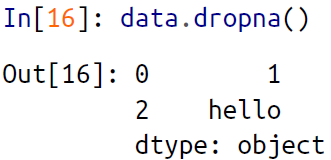 In[16]: data.dropna()
Out[16]: 0        1
         2    hello
         dtype: object